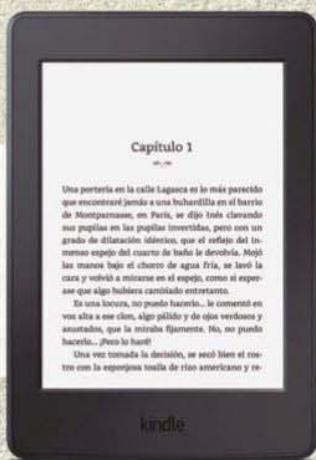 Capítulo 1
Una portería en la calle Lagasca es lo más parecido
que encontraré jamás a una buhardilla en el barrio
de Montparnasse, en París, se dijo Inés clavando
sus pupilas en las pupilas invertidas, pero con un
grado de dilatación idéntico, que el reflejo del in-
menso espejo del cuarto de baño le devolvía. Mojó
las manos bajo el chorro de agua fría, se lavó la
cara y volvió a mirarse en el espejo, como si esper-
ase que algo hubiera cambiado entretanto.
Es una locura, no puedo hacerlo... le comentó en
voz alta a ese clon, algo pálido y de ojos verdosos y
asustados, que la miraba fijamente. No, no puedo
hacerlo... ¡Pero lo haré!
Una vez tomada la decisión, se secó bien el ros-
tro con la esponjosa toalla de rizo americano y re-
kindle